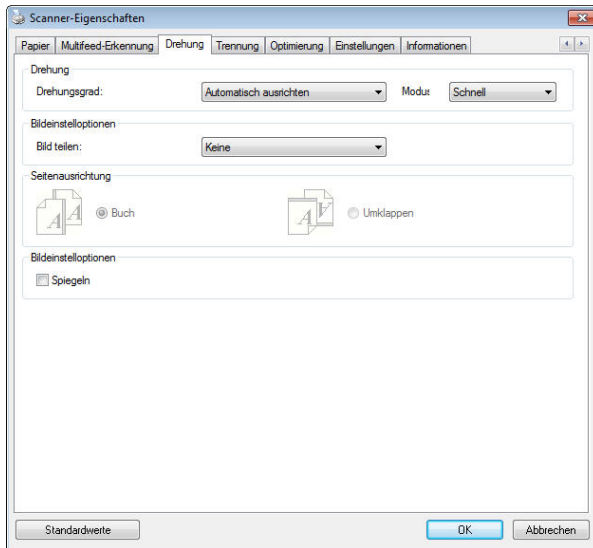 Scanner-Eigenschaften
Papier Multifeed-Erkennung Drehung Trennung Optimierung Einstellungen Informationen
Drehung
Drehungsgrad: Automatisch ausrichten Modus Schnell
Bildeinstelloptionen
Bild teilen: Keine
Seitenausrichtung
A A Buch A V Umklappen
Bildeinstelloptionen
Spiegeln
Standardwerte OK Abbrechen